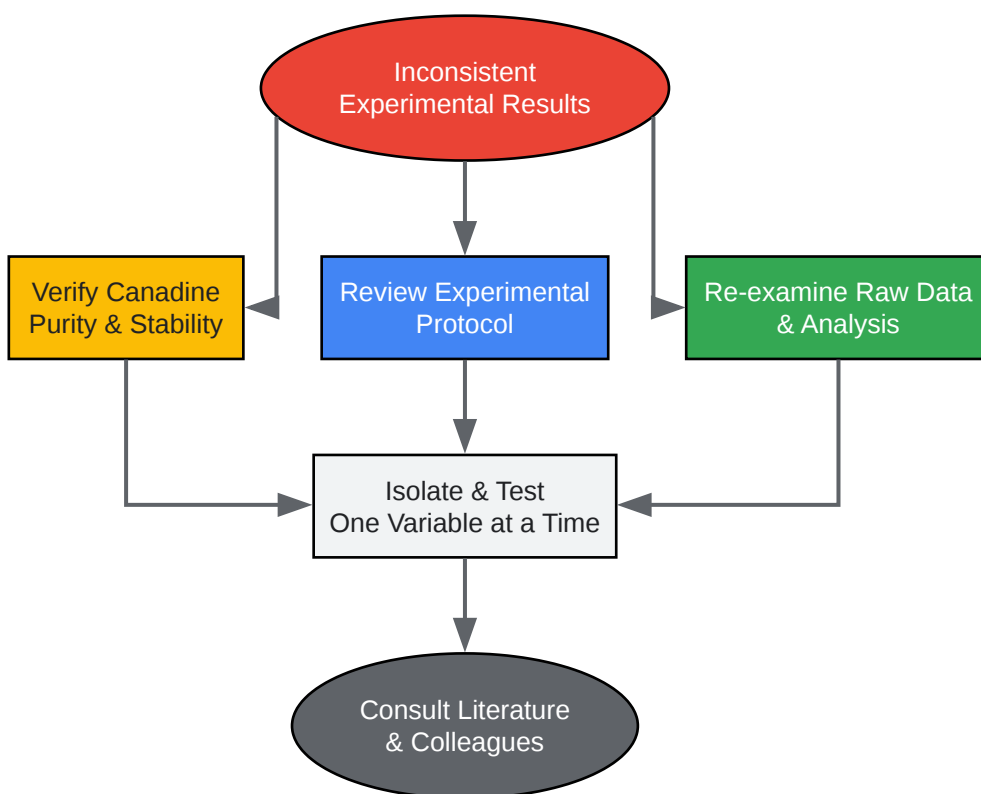 Inconsistent
Experimental Results
Verify Canadine
Purity & Stability
Review Experimental
Protocol
Re-examine Raw Data
& Analysis
Isolate & Test
One Variable at a Time
Consult Literature
& Colleagues